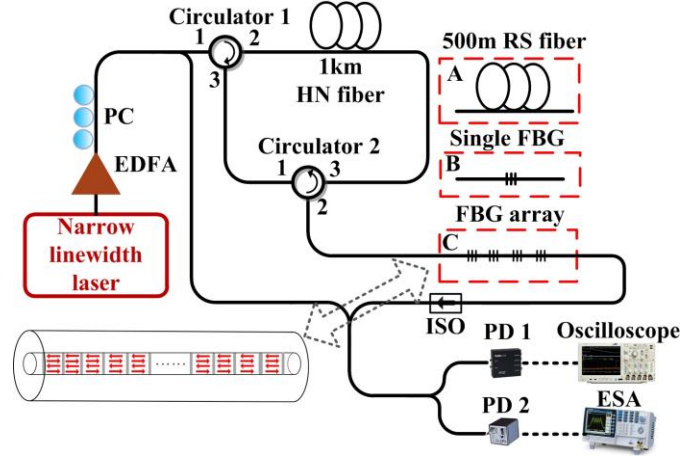 Circulator 1
1
2
3
1km
HN fiber
500m RS fiber
A
PC
EDFA
Circulator 2
1
3
2
Single FBG
B
Narrow
linewidth
laser
FBG array
C
ISO
PD 1
Oscilloscope
PD 2
ESA